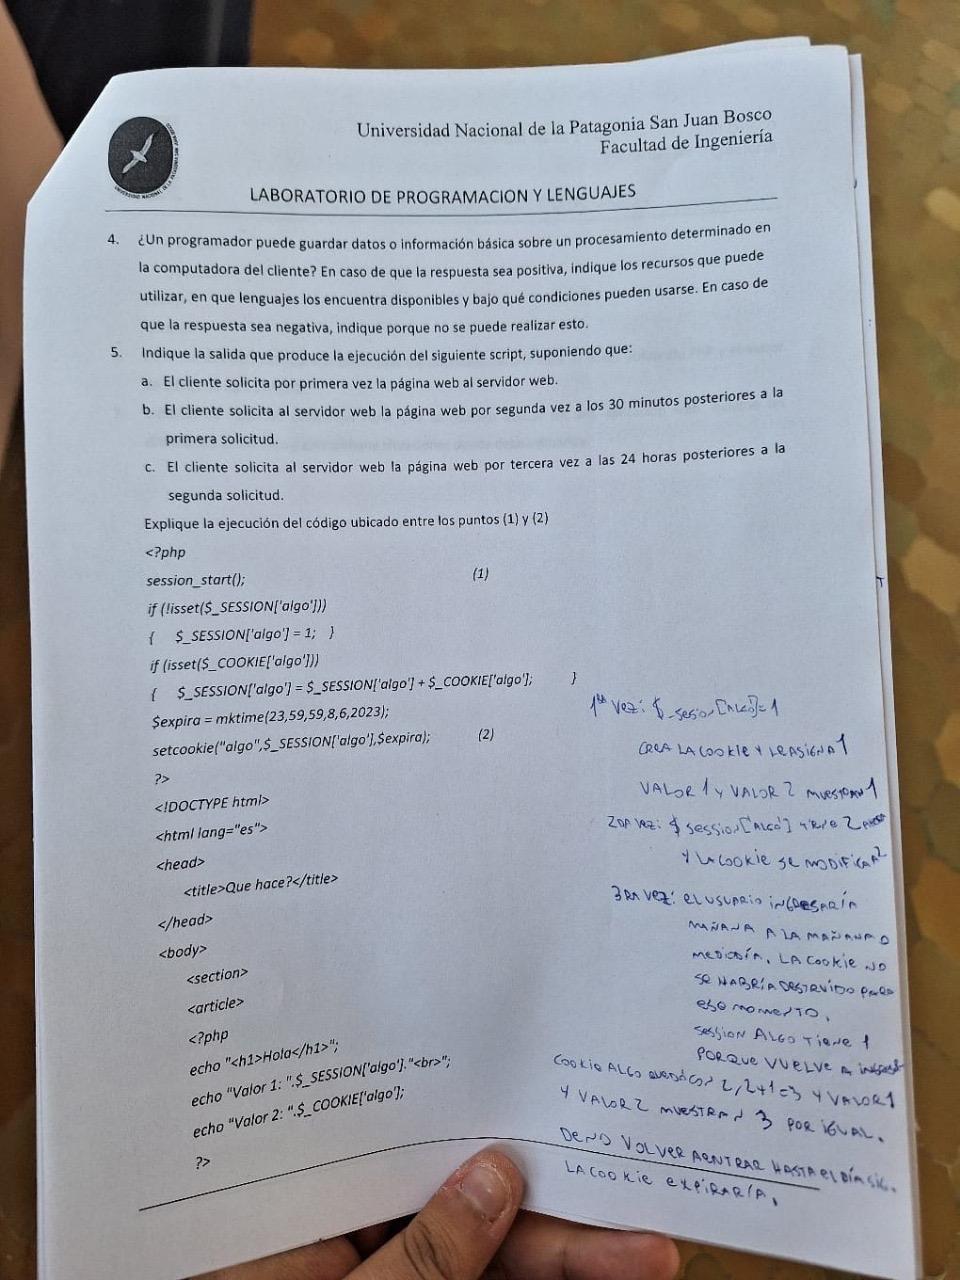 Universidad Nacional de la Patagonia San Juan Bosco
Facultad de Ingeniería
LABORATORIO DE PROGRAMACION Y LENGUAJES
4. ¿Un programador puede guardar datos o información básica sobre un procesamiento determinado en
la computadora del cliente? En caso de que la respuesta sea positiva, indique los recursos que puede
utilizar, en que lenguajes los encuentra disponibles y bajo qué condiciones pueden usarse. En caso de
que la respuesta sea negativa, indique porque no se puede realizar esto.
5. Indique la salida que produce la ejecución del siguiente script, suponiendo que:
a. El cliente solicita por primera vez la página web al servidor web.
b. El cliente solicita al servidor web la página web por segunda vez a los 30 minutos posteriores a la
primera solicitud.
c. El cliente solicita al servidor web la página web por tercera vez a las 24 horas posteriores a la
segunda solicitud.
Explique la ejecución del código ubicado entre los puntos (1) y (2)
<?php
session_start(); (1)
if (!isset($_SESSION['algo']))
{ $_SESSION['algo'] = 1; }
if (isset($_COOKIE['algo']))
{ $_SESSION['algo'] = $_SESSION['algo'] + $_COOKIE['algo']; }
$expira = mktime(23,59,59,8,6,2023);
setcookie("algo",$_SESSION['algo'],$expira); (2)
?>
<!DOCTYPE html>
<html lang="es">
<head>
<title>Que hace?</title>
</head>
<body>
<section>
<article>
<?php
echo "<h1>Hola</h1>";
echo "Valor 1: ".$_SESSION['algo']."<br>";
echo "Valor 2: ".$_COOKIE['algo'];
?>
1ra VEZ: $_SESION[ALGO]=1
CREA LA COOKIE Y LE ASIGNA 1
VALOR 1 Y VALOR 2 MUESTRAN 1
2DA VEZ: $ SESSION['ALGO'] TIENE 2
Y LA COOKIE SE MODIFICA A 2
3RA VEZ: EL USUARIO INGRESARÍA
MAÑANA A LA MAÑANA O
MEDIODÍA. LA COOKIE NO
SE HABRÍA DESTRUIDO PARA
ESE MOMENTO.
SESSION ALGO TIENE 1
PORQUE VUELVE A
COOKIE ALGO QUEDÓ CON 2, 2+1=3 Y VALOR 1
Y VALOR 2 MUESTRAN 3 POR IGUAL.
DE NO VOLVER A ENTRAR HASTA EL DÍA SIG.
LA COOKIE EXPIRARÍA.